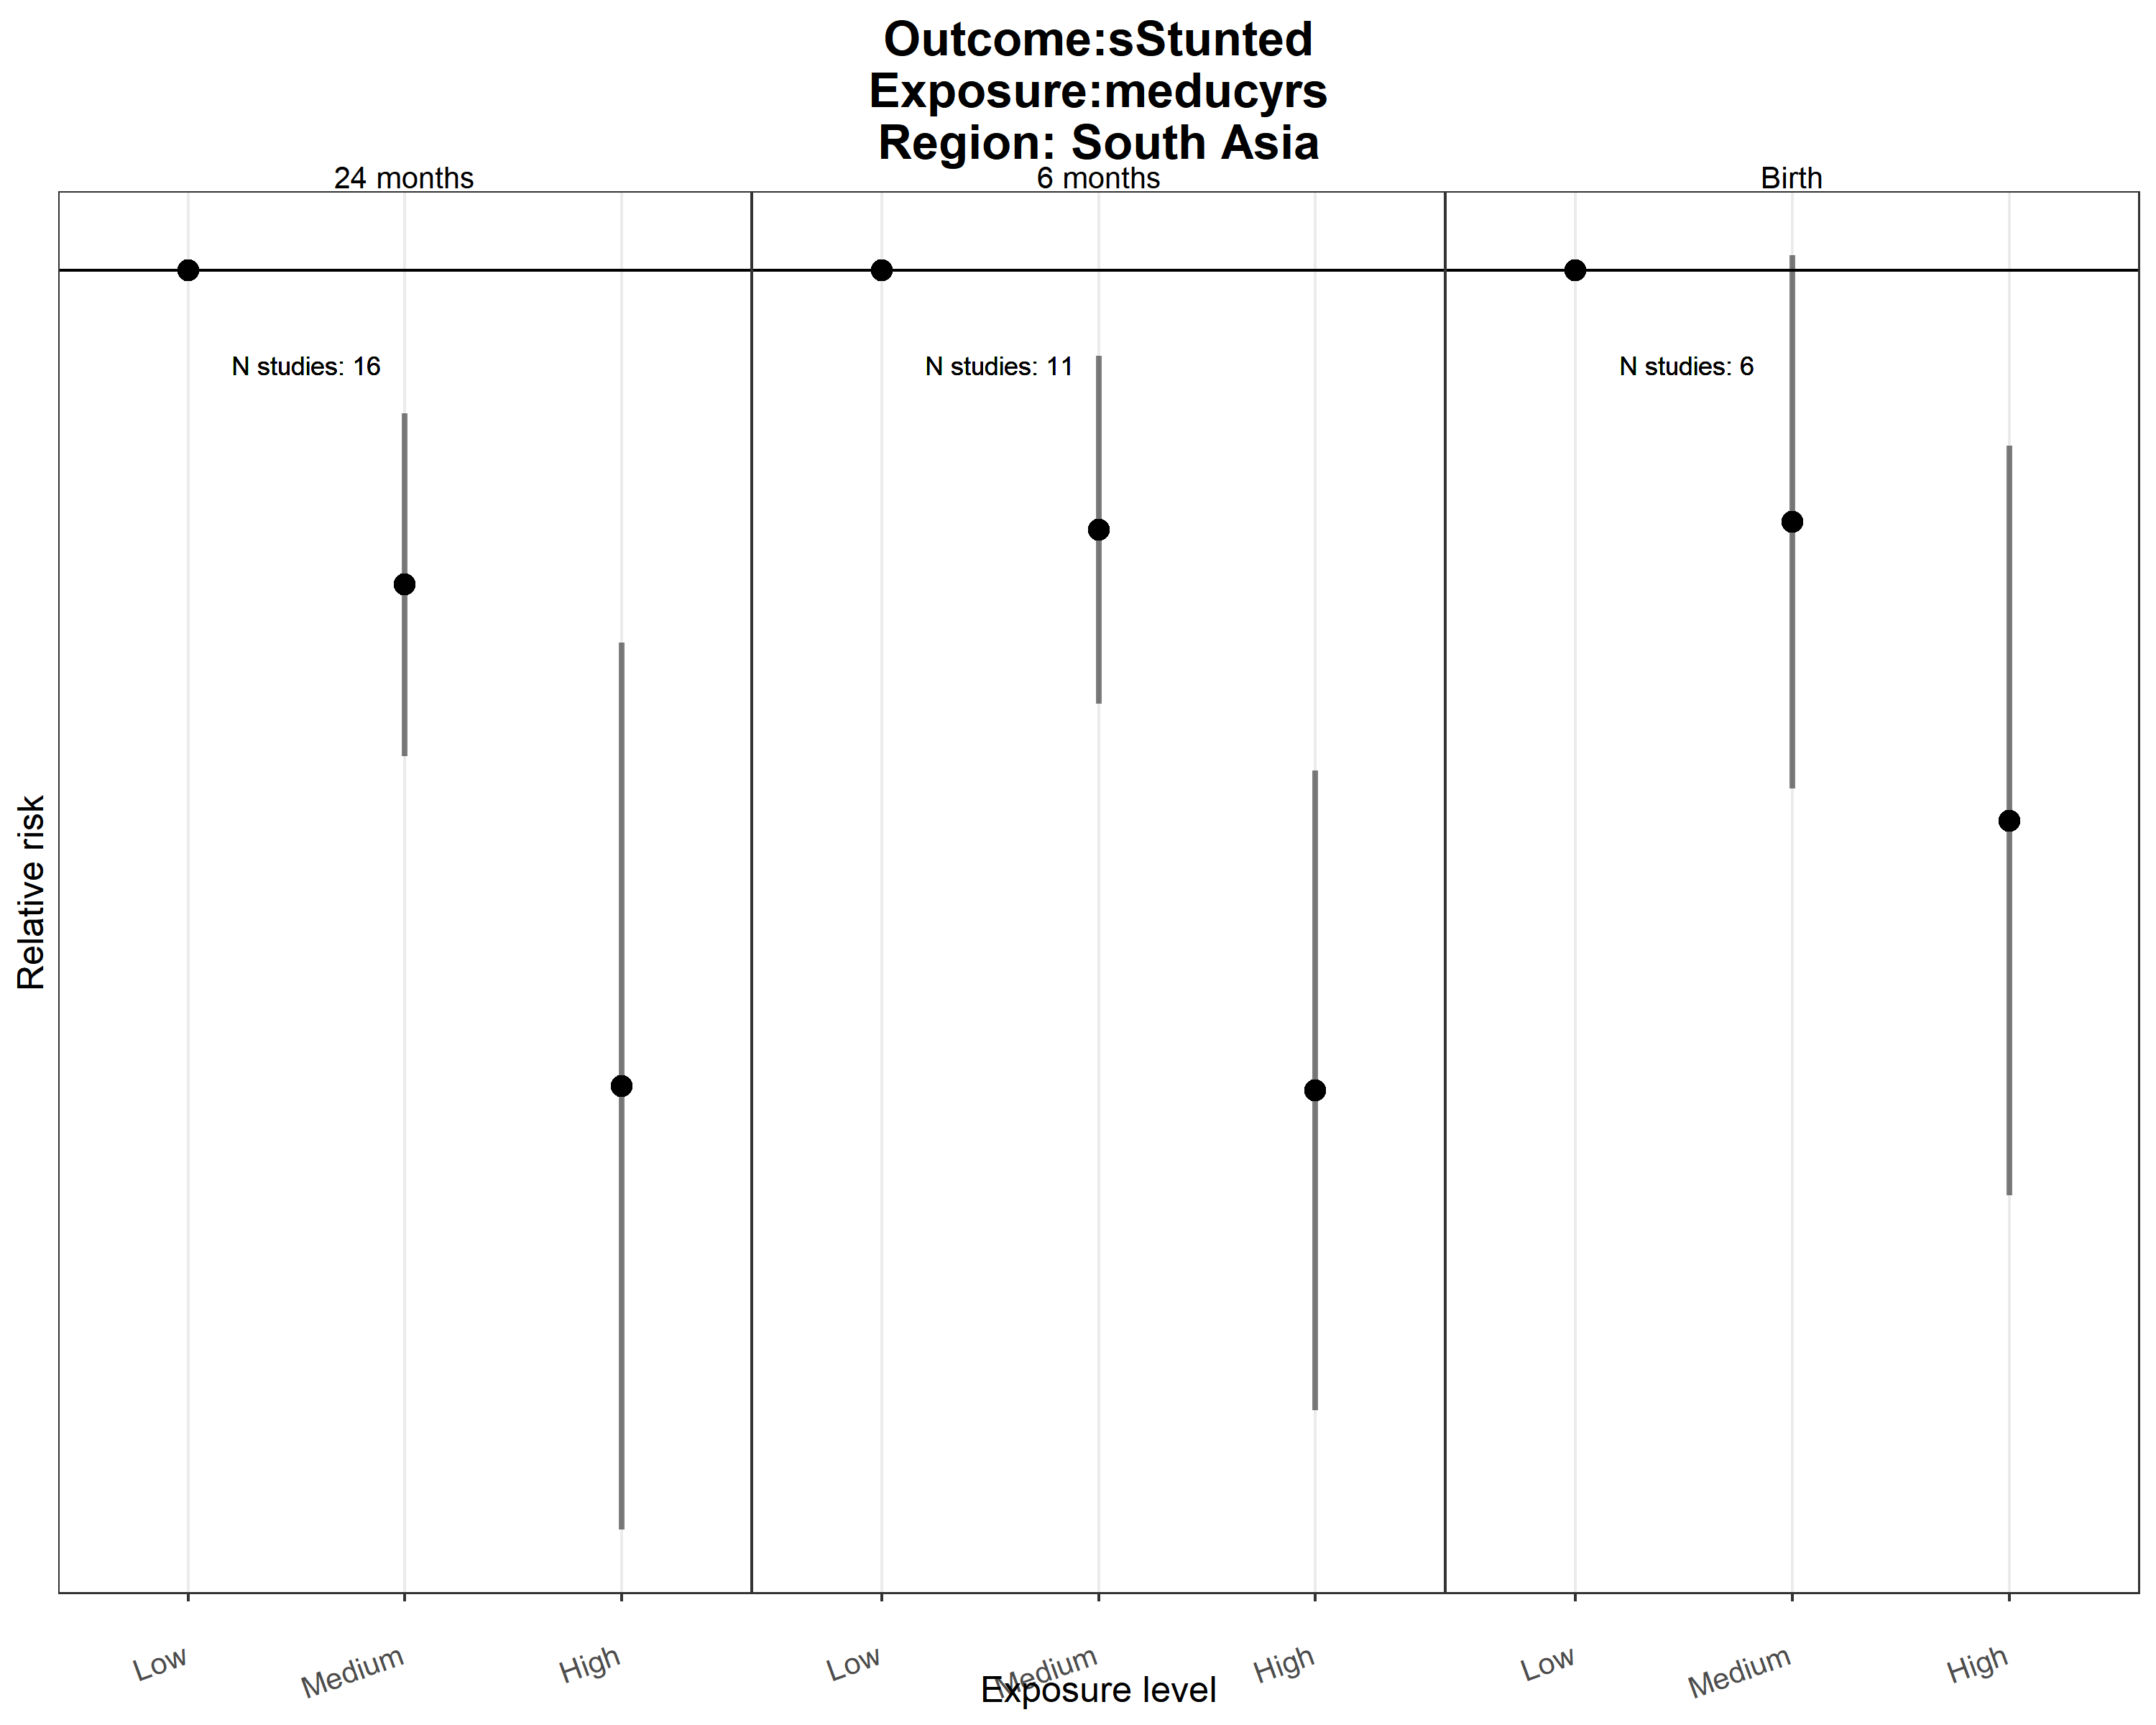 Outcome:sStunted
Exposure:meducyrs
Region: South Asia
24 months
6 months
Birth
N studies: 16
N studies: 11
N studies: 6
Relative risk
Low
Medium
High
Low
Medium
High
Low
Medium
High
Exposure level